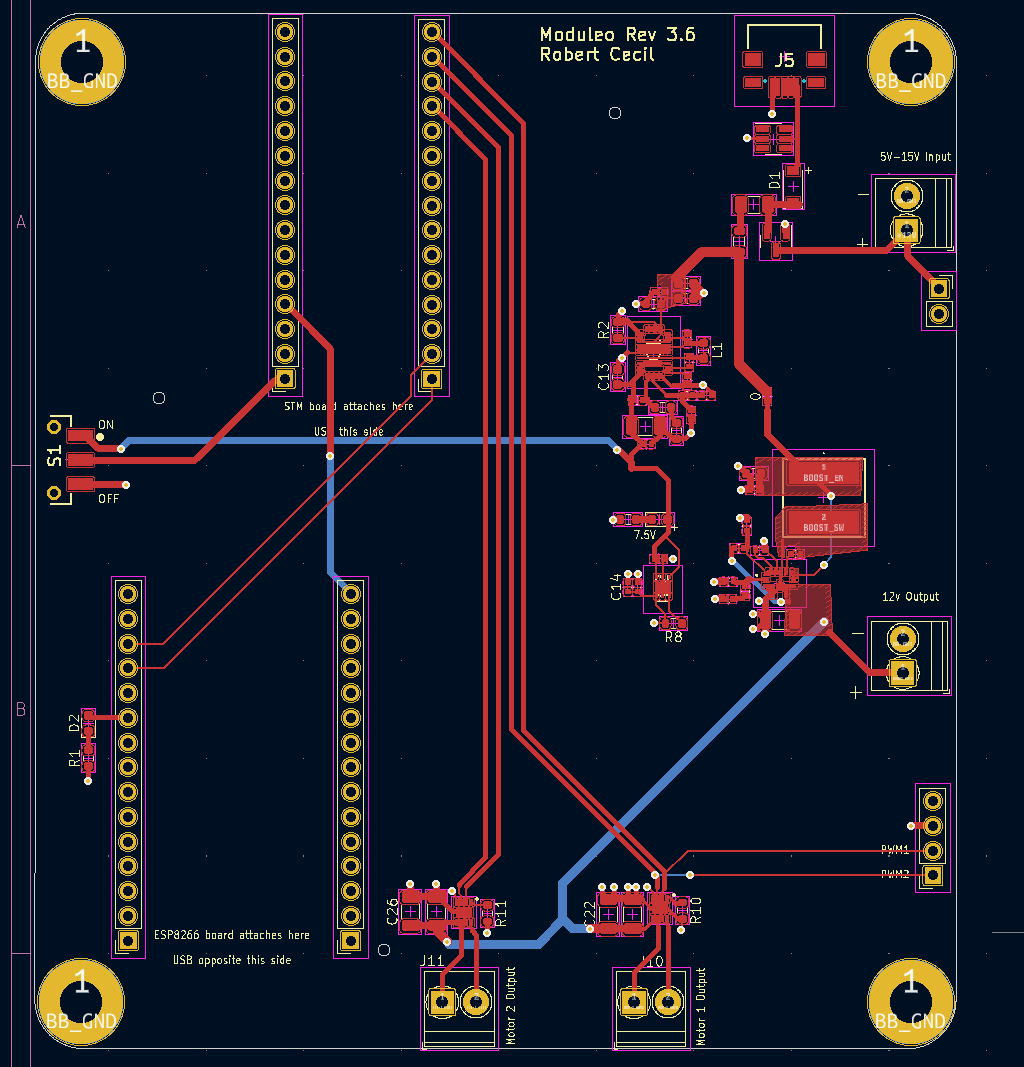 Moduleo Rev 3.6
Robert Cecil
1
BB_GND
1
BB_GND
J5
5V-15V Input
D1
-
+
A
R2
L1
C13
STM board attaches here
USB this side
0
ON
S1
OFF
1
BOOST_EN
2
BOOST_SW
7.5V
+
C14
R8
12v Output
-
+
B
D2
R1
PWM1
PWM2
C26
R11
C22
R10
ESP8266 board attaches here
USB opposite this side
J11
J10
Motor 2 Output
Motor 1 Output
1
BB_GND
1
BB_GND